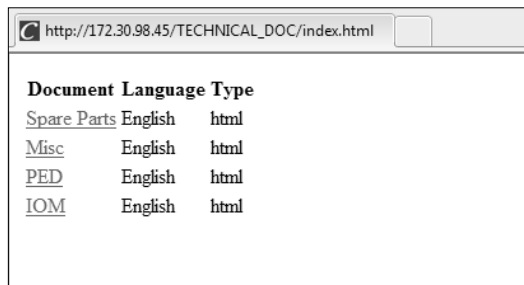 http://172.30.98.45/TECHNICAL_DOC/index.html
Document Language Type
Spare Parts English html
Misc English html
PED English html
IOM English html